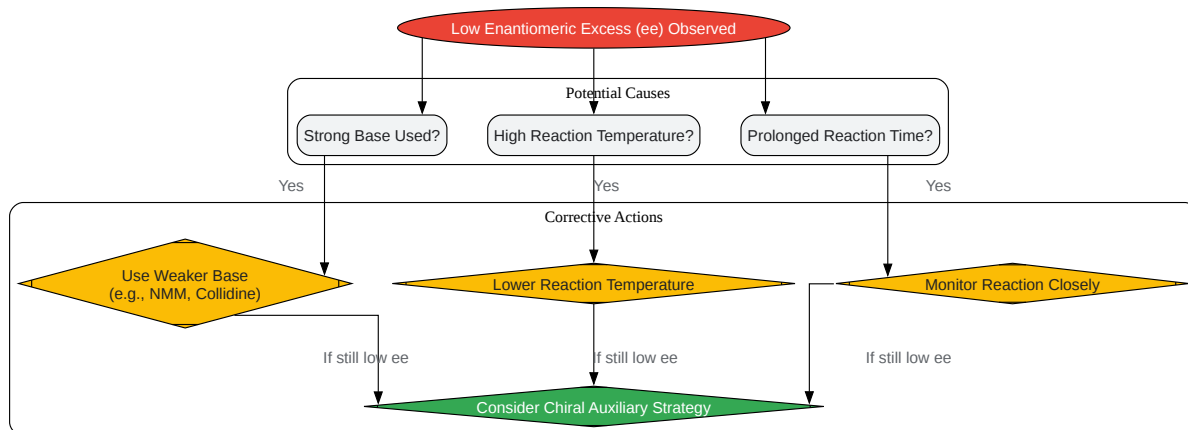 Low Enantiomeric Excess (ee) Observed
Potential Causes
Strong Base Used?
High Reaction Temperature?
Prolonged Reaction Time?
Yes
Yes
Yes
Corrective Actions
Use Weaker Base
(e.g., NMM, Collidine)
Lower Reaction Temperature
Monitor Reaction Closely
If still low ee
If still low ee
If still low ee
Consider Chiral Auxiliary Strategy